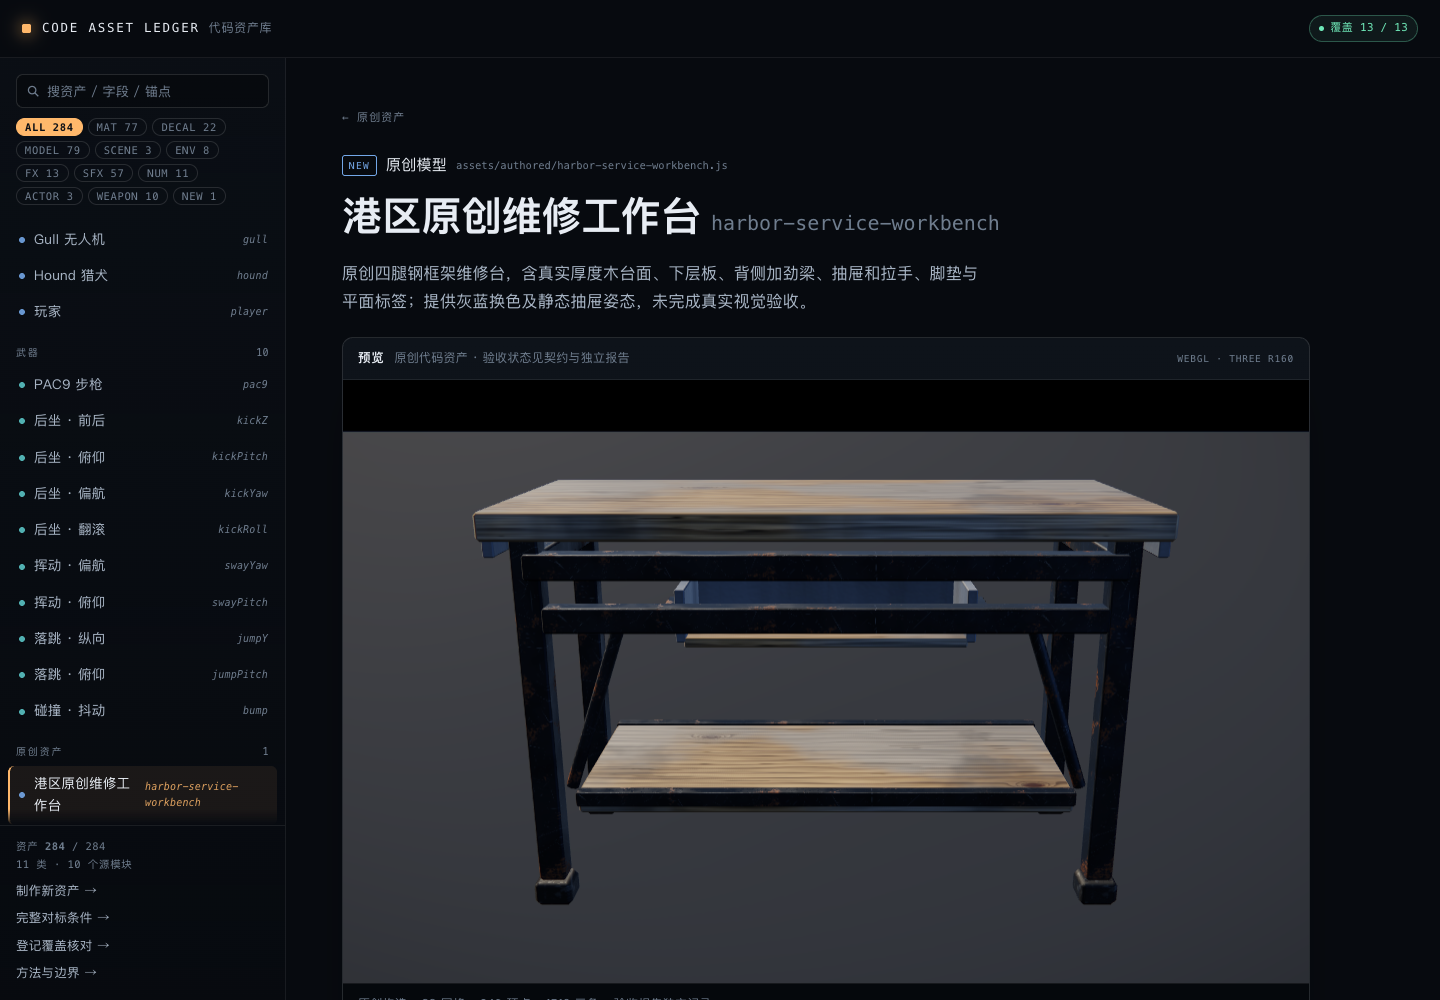 CODE ASSET LEDGER 代码资产库
覆盖 13 / 13
搜资产 / 字段 / 锚点
ALL 284 MAT 77 DECAL 22
MODEL 79 SCENE 3 ENV 8
FX 13 SFX 57 NUM 11
ACTOR 3 WEAPON 10 NEW 1
Gull 无人机 gull
Hound 猎犬 hound
玩家 player
武器 10
PAC9 步枪 pac9
后坐 · 前后 kickZ
后坐 · 俯仰 kickPitch
后坐 · 偏航 kickYaw
后坐 · 翻滚 kickRoll
挥动 · 偏航 swayYaw
挥动 · 俯仰 swayPitch
落跳 · 纵向 jumpY
落跳 · 俯仰 jumpPitch
碰撞 · 抖动 bump
原创资产 1
港区原创维修工
作台
harbor-service-
workbench
资产 284 / 284
11 类 · 10 个源模块
制作新资产 →
完整对标条件 →
登记覆盖核对 →
方法与边界 →
← 原创资产
NEW 原创模型 assets/authored/harbor-service-workbench.js
港区原创维修工作台 harbor-service-workbench
原创四腿钢框架维修台，含真实厚度木台面、下层板、背侧加劲梁、抽屉和拉手、脚垫与
平面标签；提供灰蓝换色及静态抽屉姿态，未完成真实视觉验收。
预览 原创代码资产 · 验收状态见契约与独立报告 WEBGL · THREE R160